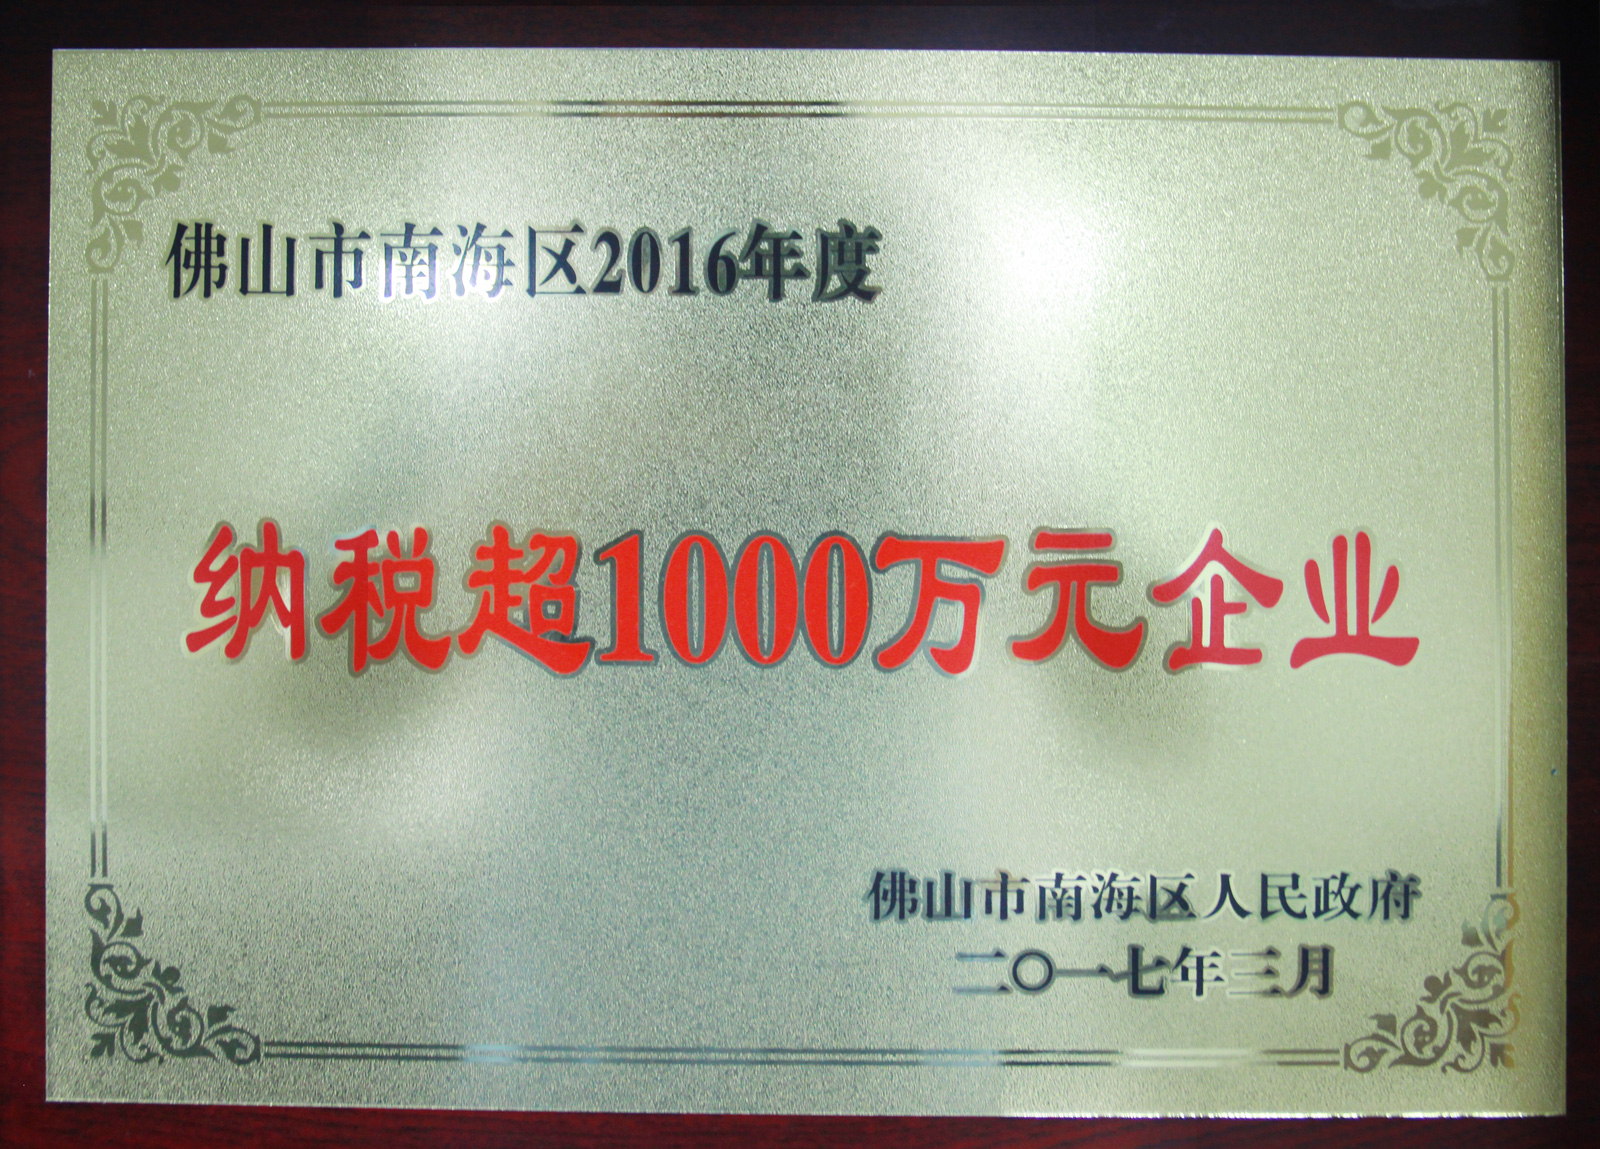 佛山市南海区2016年度
纳税超1000万元企业
佛山市南海区人民政府
二〇一七年三月